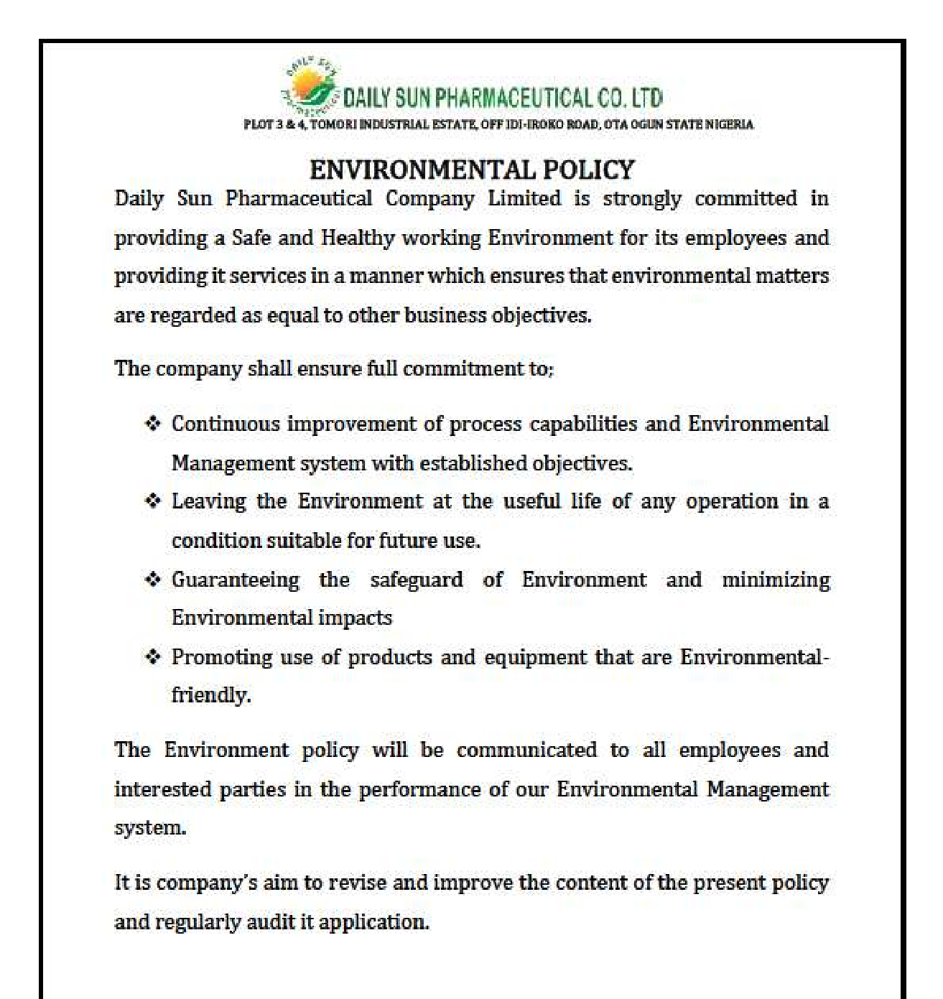 DAILY SUN
Pharmaceutical
DAILY SUN PHARMACEUTICAL CO. LTD
PLOT 3 & 4, TOMORI INDUSTRIAL ESTATE, OFF IDI-IROKO ROAD, OTA OGUN STATE NIGERIA
ENVIRONMENTAL POLICY
Daily Sun Pharmaceutical Company Limited is strongly committed in
providing a Safe and Healthy working Environment for its employees and
providing it services in a manner which ensures that environmental matters
are regarded as equal to other business objectives.
The company shall ensure full commitment to;
❖ Continuous improvement of process capabilities and Environmental
Management system with established objectives.
❖ Leaving the Environment at the useful life of any operation in a
condition suitable for future use.
❖ Guaranteeing the safeguard of Environment and minimizing
Environmental impacts
❖ Promoting use of products and equipment that are Environmental-
friendly.
The Environment policy will be communicated to all employees and
interested parties in the performance of our Environmental Management
system.
It is company's aim to revise and improve the content of the present policy
and regularly audit it application.